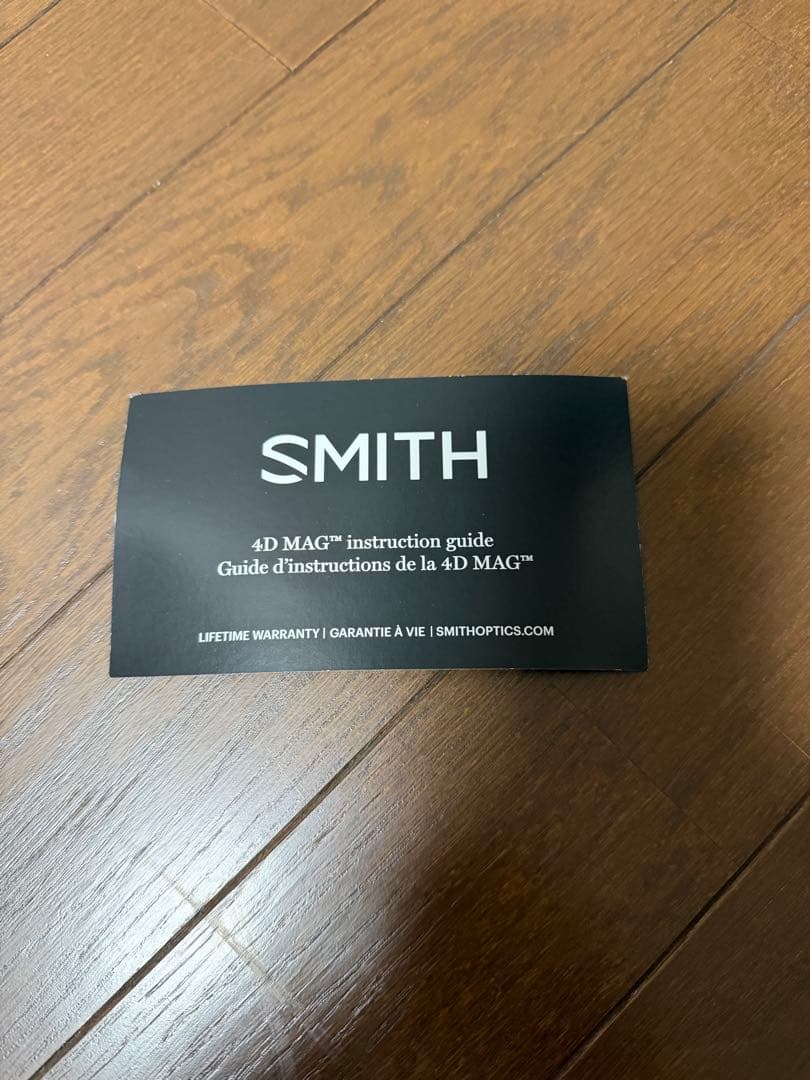 SMITH
4D MAG™ instruction guide
Guide d'instructions de la 4D MAG™
LIFETIME WARRANTY | GARANTIE À VIE | SMITHOPTICS.COM